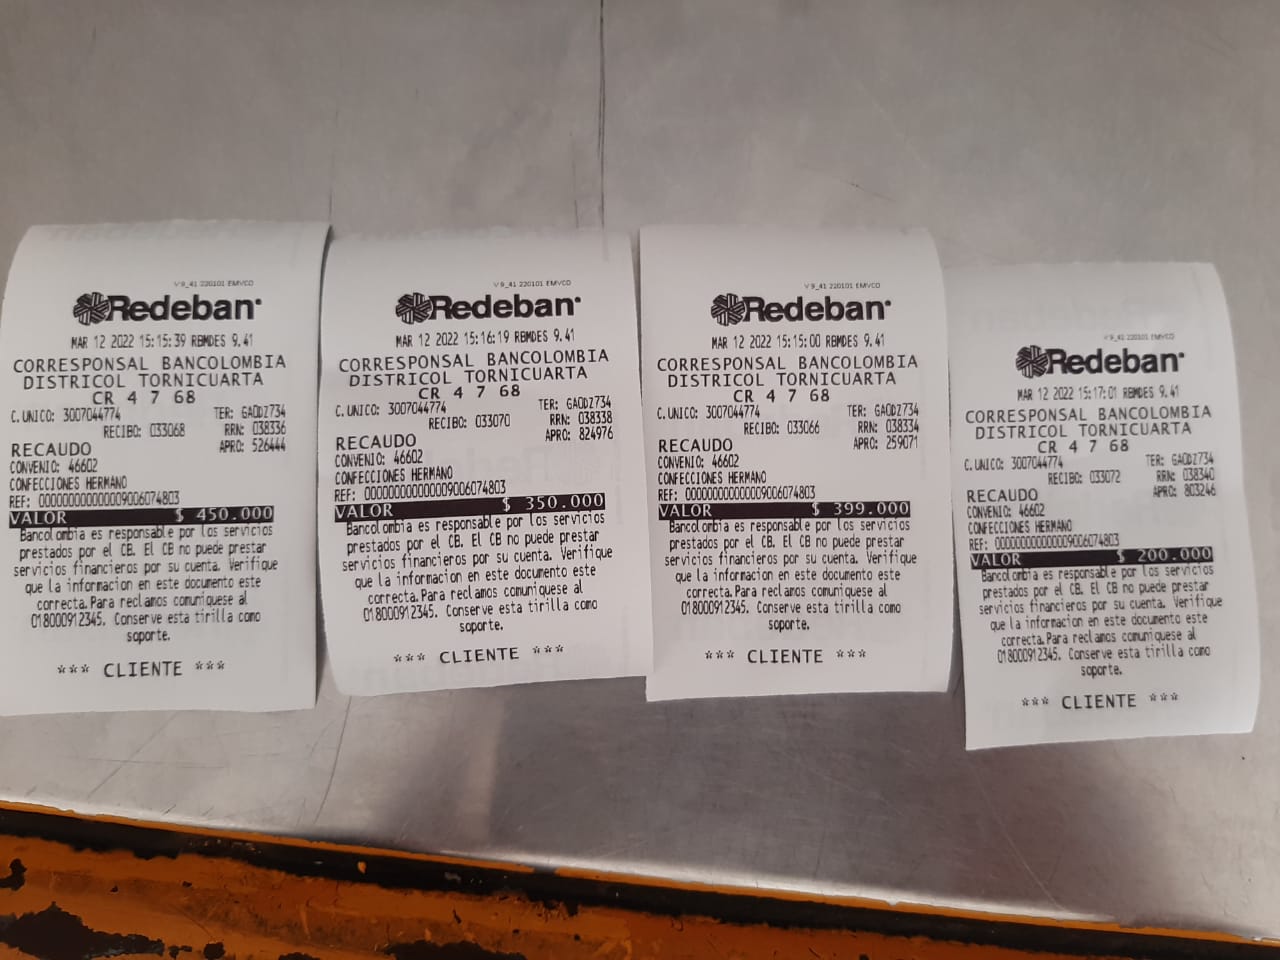 V9_41 220101 EMVCO
Redeban
MAR 12 2022 15:15:39 RBMDES 9.41
CORRESPONSAL BANCOLOMBIA
DISTRICOL TORNICUARTA
CR 4 7 68
C.UNICO: 3007044774 TER: GAODZ734
RECIBO: 033068 RRN: 038336
RECAUDO APRO: 526444
CONVENIO: 46602
CONFECCIONES HERMANO
REF: 0000000000000009006074803
VALOR $ 450.000
Bancolombia es responsable por los servicios
prestados por el CB. El CB no puede prestar
servicios financieros por su cuenta. Verifique
que la informacion en este documento este
correcta.Para reclamos comuniquese al
018000912345. Conserve esta tirilla como
soporte.
*** CLIENTE ***
V9_41 220101 EMVCO
Redeban
MAR 12 2022 15:16:19 RBMDES 9.41
CORRESPONSAL BANCOLOMBIA
DISTRICOL TORNICUARTA
CR 4 7 68
C.UNICO: 3007044774 TER: GAODZ734
RECIBO: 033070 RRN: 038338
RECAUDO APRO: 824976
CONVENIO: 46602
CONFECCIONES HERMANO
REF: 0000000000000009006074803
VALOR $ 350.000
Bancolombia es responsable por los servicios
prestados por el CB. El CB no puede prestar
servicios financieros por su cuenta. Verifique
que la informacion en este documento este
correcta.Para reclamos comuniquese al
018000912345. Conserve esta tirilla como
soporte.
*** CLIENTE ***
V9_41 220101 EMVCO
Redeban
MAR 12 2022 15:15:00 RBMDES 9.41
CORRESPONSAL BANCOLOMBIA
DISTRICOL TORNICUARTA
CR 4 7 68
C.UNICO: 3007044774 TER: GAODZ734
RECIBO: 033066 RRN: 038334
RECAUDO APRO: 259071
CONVENIO: 46602
CONFECCIONES HERMANO
REF: 0000000000000009006074803
VALOR $ 399.000
Bancolombia es responsable por los servicios
prestados por el CB. El CB no puede prestar
servicios financieros por su cuenta. Verifique
que la informacion en este documento este
correcta.Para reclamos comuniquese al
018000912345. Conserve esta tirilla como
soporte.
*** CLIENTE ***
V9_41 220101 EMVCO
Redeban
MAR 12 2022 15:17:01 RBMDES 9.41
CORRESPONSAL BANCOLOMBIA
DISTRICOL TORNICUARTA
CR 4 7 68
C.UNICO: 3007044774 TER: GAODZ734
RECIBO: 033072 RRN: 038340
RECAUDO APRO: 803246
CONVENIO: 46602
CONFECCIONES HERMANO
REF: 0000000000000009006074803
VALOR $ 200.000
Bancolombia es responsable por los servicios
prestados por el CB. El CB no puede prestar
servicios financieros por su cuenta. Verifique
que la informacion en este documento este
correcta.Para reclamos comuniquese al
018000912345. Conserve esta tirilla como
soporte.
*** CLIENTE ***